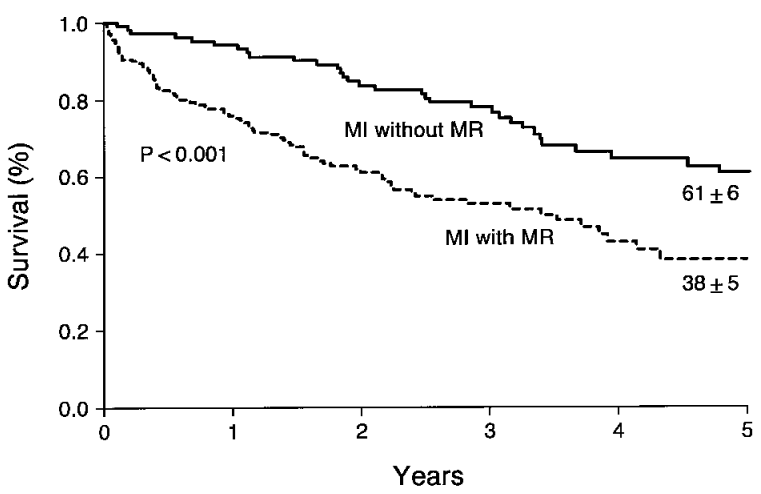 1.0
0.8
0.6
0.4
0.2
0.0
Survival (%)
MI without MR
P < 0.001
61 ± 6
MI with MR
38 ± 5
0 1 2 3 4 5
Years